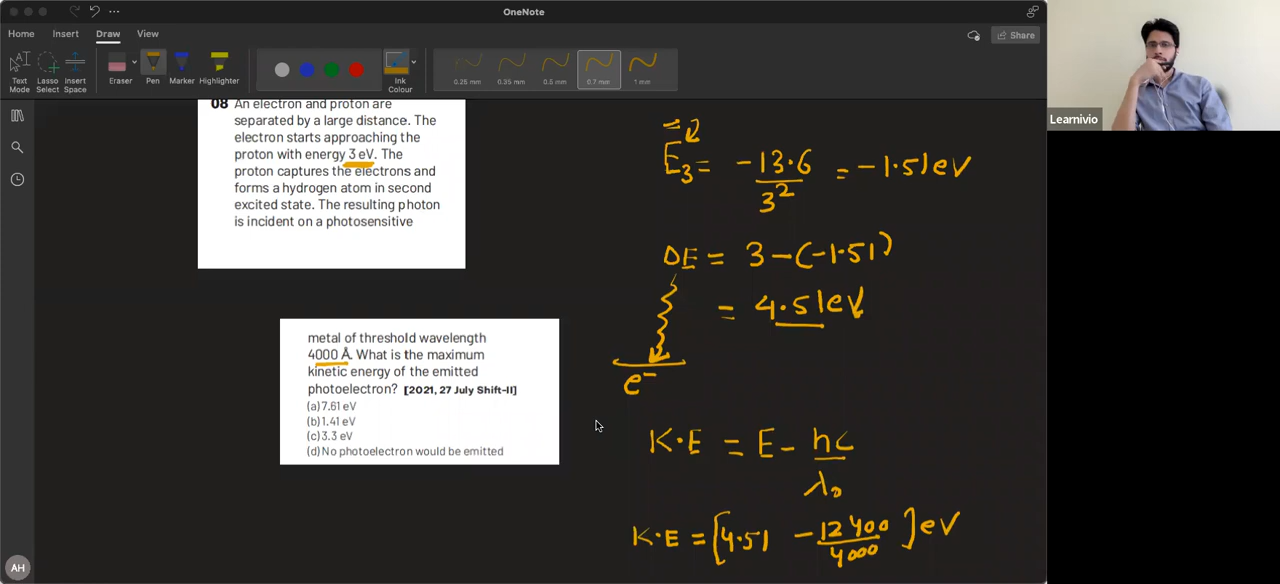 OneNote
Home Insert Draw View
Share
Text Mode
Lasso Select
Insert Space
Eraser
Pen
Marker
Highlighter
Ink Colour
0.25 mm 0.35 mm 0.5 mm 0.7 mm 1 mm
Learnivio
08 An electron and proton are
separated by a large distance. The
electron starts approaching the
proton with energy 3 eV. The
proton captures the electrons and
forms a hydrogen atom in second
excited state. The resulting photon
is incident on a photosensitive
metal of threshold wavelength
4000 Å. What is the maximum
kinetic energy of the emitted
photoelectron? [2021, 27 July Shift-II]
(a) 7.61 eV
(b) 1.41 eV
(c) 3.3 eV
(d) No photoelectron would be emitted
E₃ = -13.6/3² = -1.51eV
ΔE = 3-(-1.51)
= 4.51eV
e⁻
K.E = E - hc/λ₀
K.E = [4.51 - 12400/4000] eV
AH